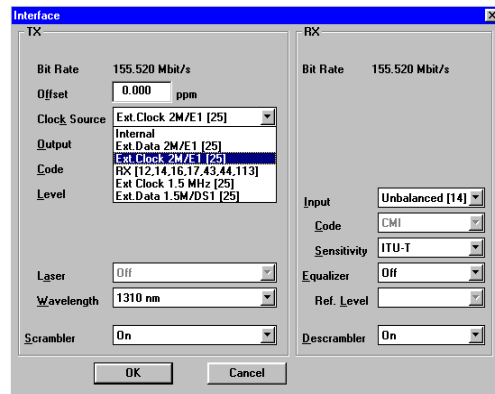 Interface
TX
Bit Rate 155.520 Mbit/s
Offset 0.000 ppm
Clock Source Ext.Clock 2M/E1 [25]
Internal
Ext.Data 2M/E1 [25]
Ext.Clock 2M/E1 [25]
RX [12,14,16,17,43,44,113]
Ext Clock 1.5 MHz [25]
Ext.Data 1.5M/DS1 [25]
Output
Code
Level
Laser Off
Wavelength 1310 nm
Scrambler On
RX
Bit Rate 155.520 Mbit/s
Input Unbalanced [14]
Code CMI
Sensitivity ITU-T
Equalizer Off
Ref. Level
Descrambler On
OK Cancel